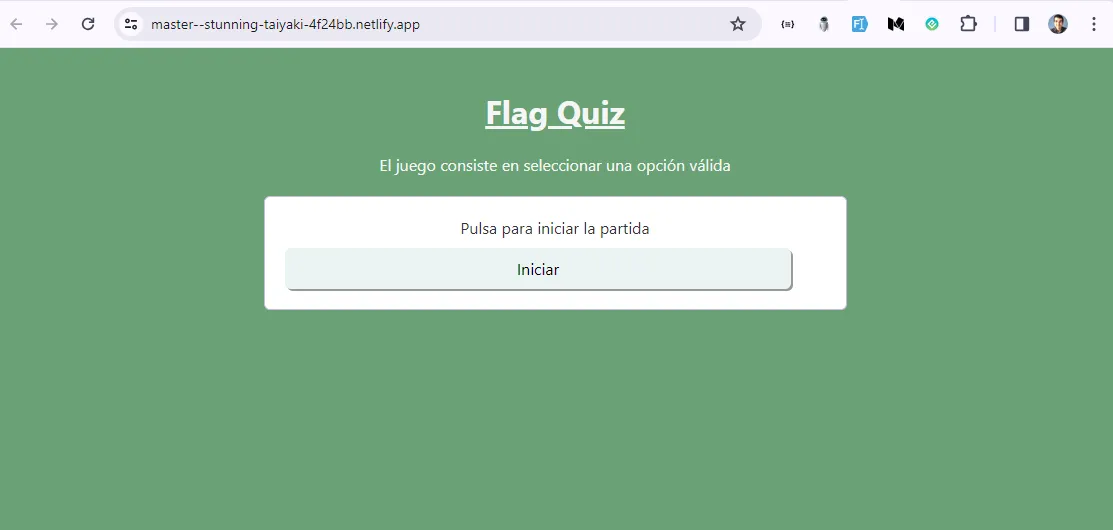 master--stunning-taiyaki-4f24bb.netlify.app
Flag Quiz
El juego consiste en seleccionar una opción válida
Pulsa para iniciar la partida
Iniciar